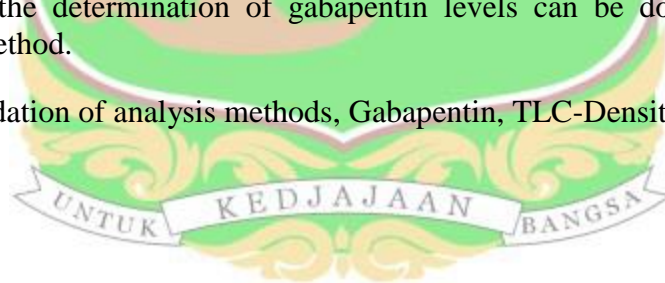 the determination of gabapentin levels can be do
ethod.
dation of analysis methods, Gabapentin, TLC-Densit
UNTUK KEDJAJAAN BANGSA